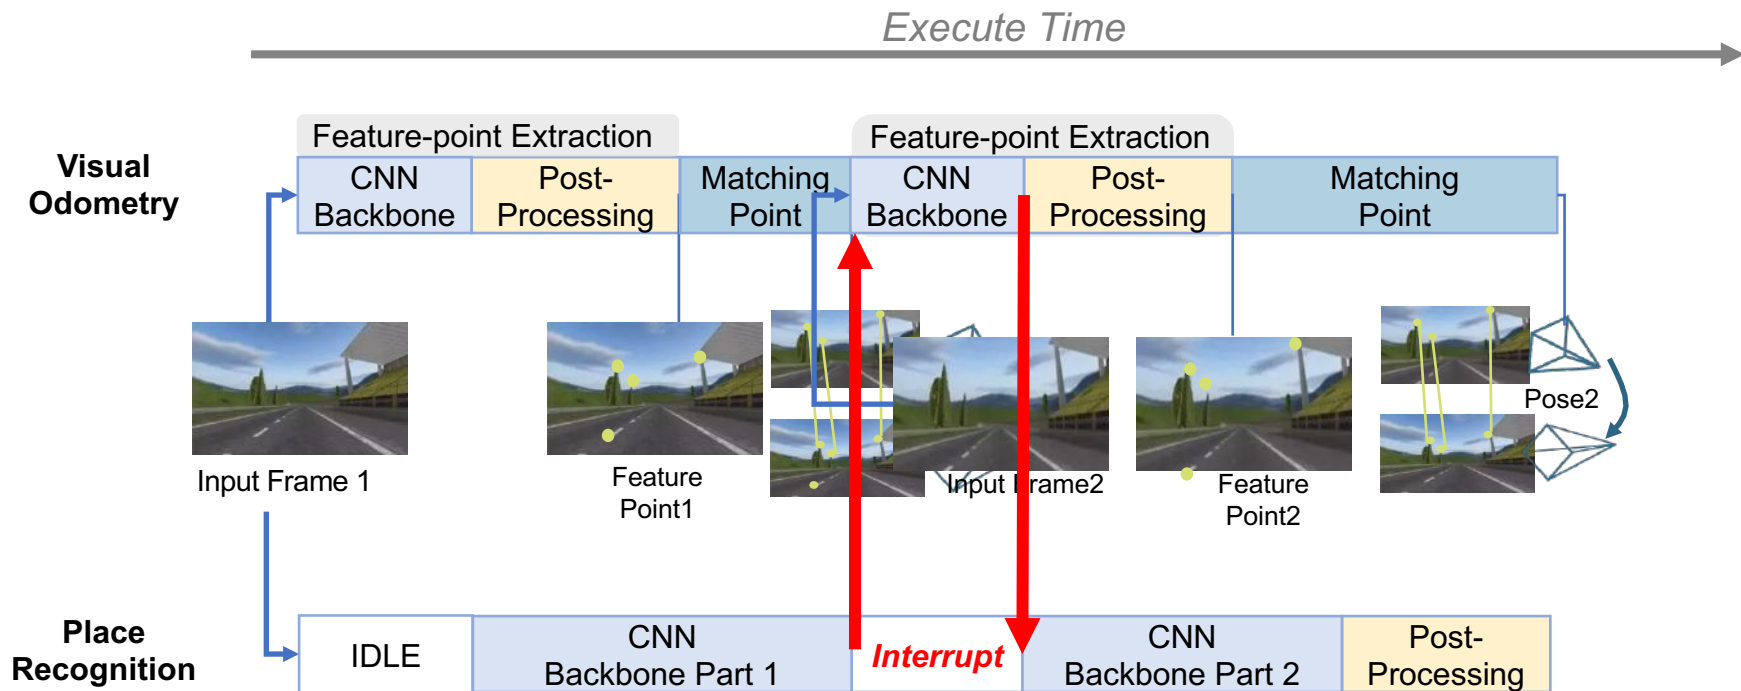 Execute Time
Visual
Odometry
Feature-point Extraction
CNN
Backbone
Post-
Processing
Matching
Point
Feature-point Extraction
CNN
Backbone
Post-
Processing
Matching
Point
Input Frame 1
Feature
Point1
Input Frame2
Feature
Point2
Pose2
Place
Recognition
IDLE
CNN
Backbone Part 1
Interrupt
CNN
Backbone Part 2
Post-
Processing